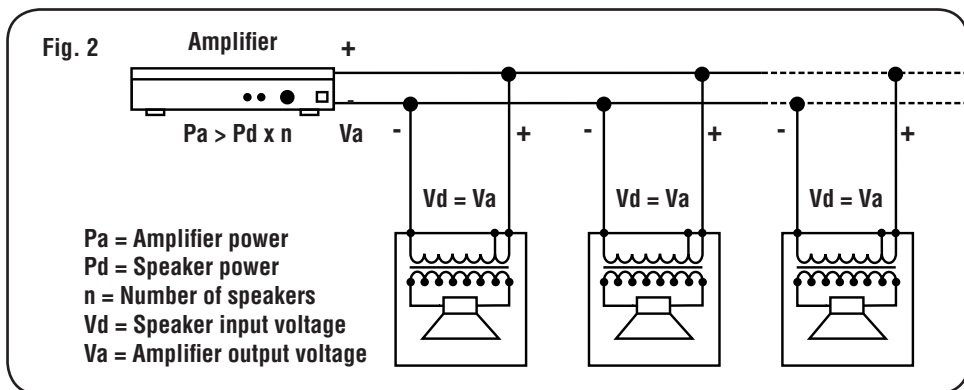 Fig. 2
Amplifier
+
-
Pa > Pd x n
Va
- + - + - +
Vd = Va Vd = Va Vd = Va
Pa = Amplifier power
Pd = Speaker power
n = Number of speakers
Vd = Speaker input voltage
Va = Amplifier output voltage